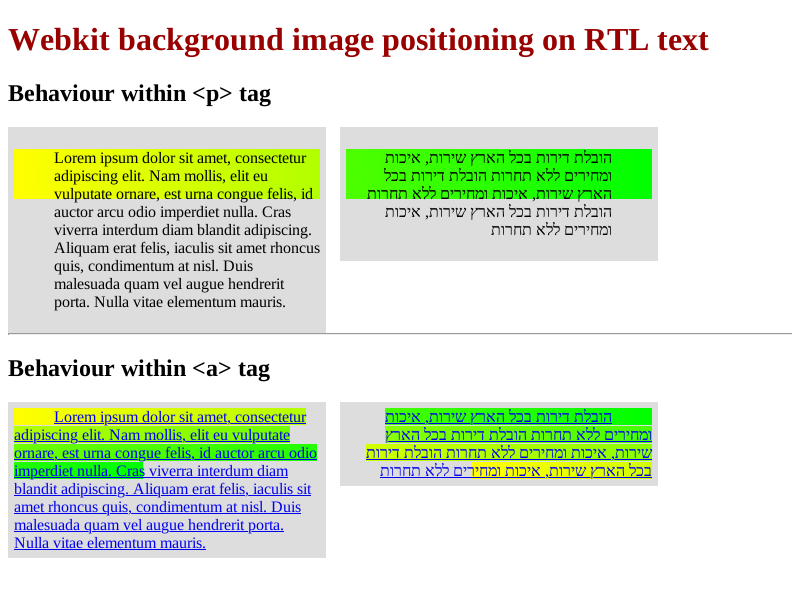 Webkit background image positioning on RTL text
Behaviour within <p> tag
Lorem ipsum dolor sit amet, consectetur
adipiscing elit. Nam mollis, elit eu
vulputate ornare, est urna congue felis, id
auctor arcu odio imperdiet nulla. Cras
viverra interdum diam blandit adipiscing.
Aliquam erat felis, iaculis sit amet rhoncus
quis, condimentum at nisl. Duis
malesuada quam vel augue hendrerit
porta. Nulla vitae elementum mauris.
הובלת דירות בכל הארץ שירות, איכות
ומחירים ללא תחרות הובלת דירות בכל
הארץ שירות, איכות ומחירים ללא תחרות
הובלת דירות בכל הארץ שירות, איכות
ומחירים ללא תחרות
Behaviour within <a> tag
Lorem ipsum dolor sit amet, consectetur
adipiscing elit. Nam mollis, elit eu vulputate
ornare, est urna congue felis, id auctor arcu odio
imperdiet nulla. Cras viverra interdum diam
blandit adipiscing. Aliquam erat felis, iaculis sit
amet rhoncus quis, condimentum at nisl. Duis
malesuada quam vel augue hendrerit porta.
Nulla vitae elementum mauris.
הובלת דירות בכל הארץ שירות, איכות
ומחירים ללא תחרות הובלת דירות בכל הארץ
שירות, איכות ומחירים ללא תחרות הובלת דירות
בכל הארץ שירות, איכות ומחירים ללא תחרות